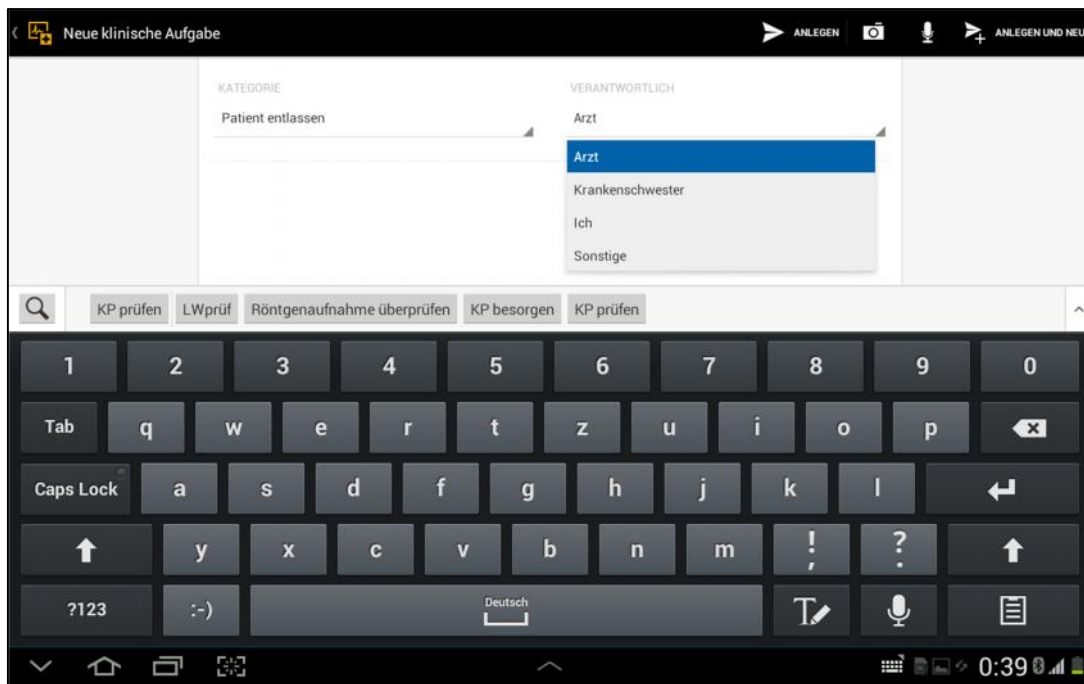 Neue klinische Aufgabe ANLEGEN ANLEGEN UND NEU
KATEGORIE VERANTWORTLICH
Patient entlassen Arzt
Arzt
Krankenschwester
Ich
Sonstige
KP prüfen LWprüf Röntgenaufnahme überprüfen KP besorgen KP prüfen
1 2 3 4 5 6 7 8 9 0
Tab q w e r t z u i o p
Caps Lock a s d f g h j k l
y x c v b n m ! , ? .
?123 :-) Deutsch
0:39